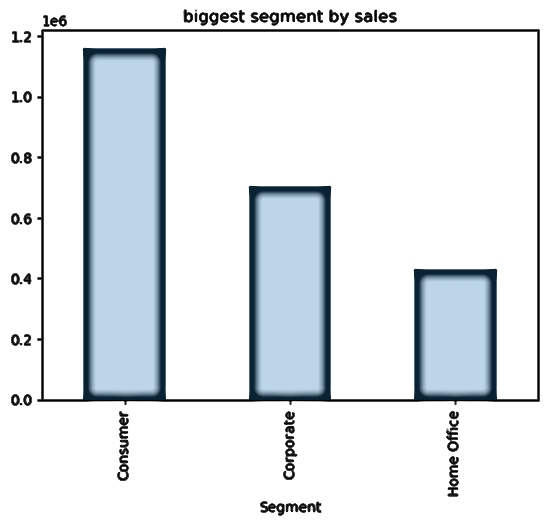 biggest segment by sales
1e6
1.2
1.0
0.8
0.6
0.4
0.2
0.0
Consumer
Corporate
Home Office
Segment